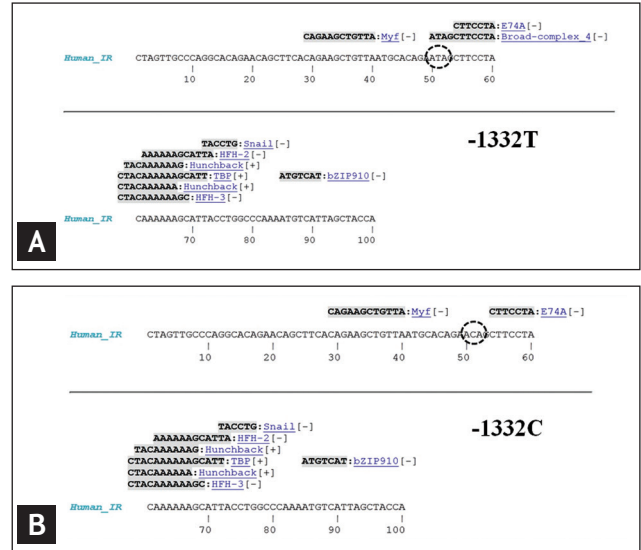 CTTCCTA:E74A[-]
CAGAAGCTGTTA:Myf[-] ATAGCTTCCTA:Broad-complex_4[-]
Human_IR CTAGTTGCCCAGGCACAGAACAGCTTCACAGAAGCTGTTAATGCACAGAATAGCTTCCTA
10 20 30 40 50 60
-1332T
TACCTG:Snail[-]
AAAAAAGCATTA:HFH-2[-]
TACAAAAAAG:Hunchback[+]
CTACAAAAAAGCATT:TBP[+] ATGTCAT:bZIP910[-]
CTACAAAAAA:Hunchback[+]
CTACAAAAAAGC:HFH-3[-]
Human_IR CAAAAAAGCATTACCTGGCCCAAAATGTCATTAGCTACCA
70 80 90 100
A
CAGAAGCTGTTA:Myf[-] CTTCCTA:E74A[-]
Human_IR CTAGTTGCCCAGGCACAGAACAGCTTCACAGAAGCTGTTAATGCACAGAACAGCTTCCTA
10 20 30 40 50 60
-1332C
TACCTG:Snail[-]
AAAAAAGCATTA:HFH-2[-]
TACAAAAAAG:Hunchback[+]
CTACAAAAAAGCATT:TBP[+] ATGTCAT:bZIP910[-]
CTACAAAAAA:Hunchback[+]
CTACAAAAAAGC:HFH-3[-]
Human_IR CAAAAAAGCATTACCTGGCCCAAAATGTCATTAGCTACCA
70 80 90 100
B